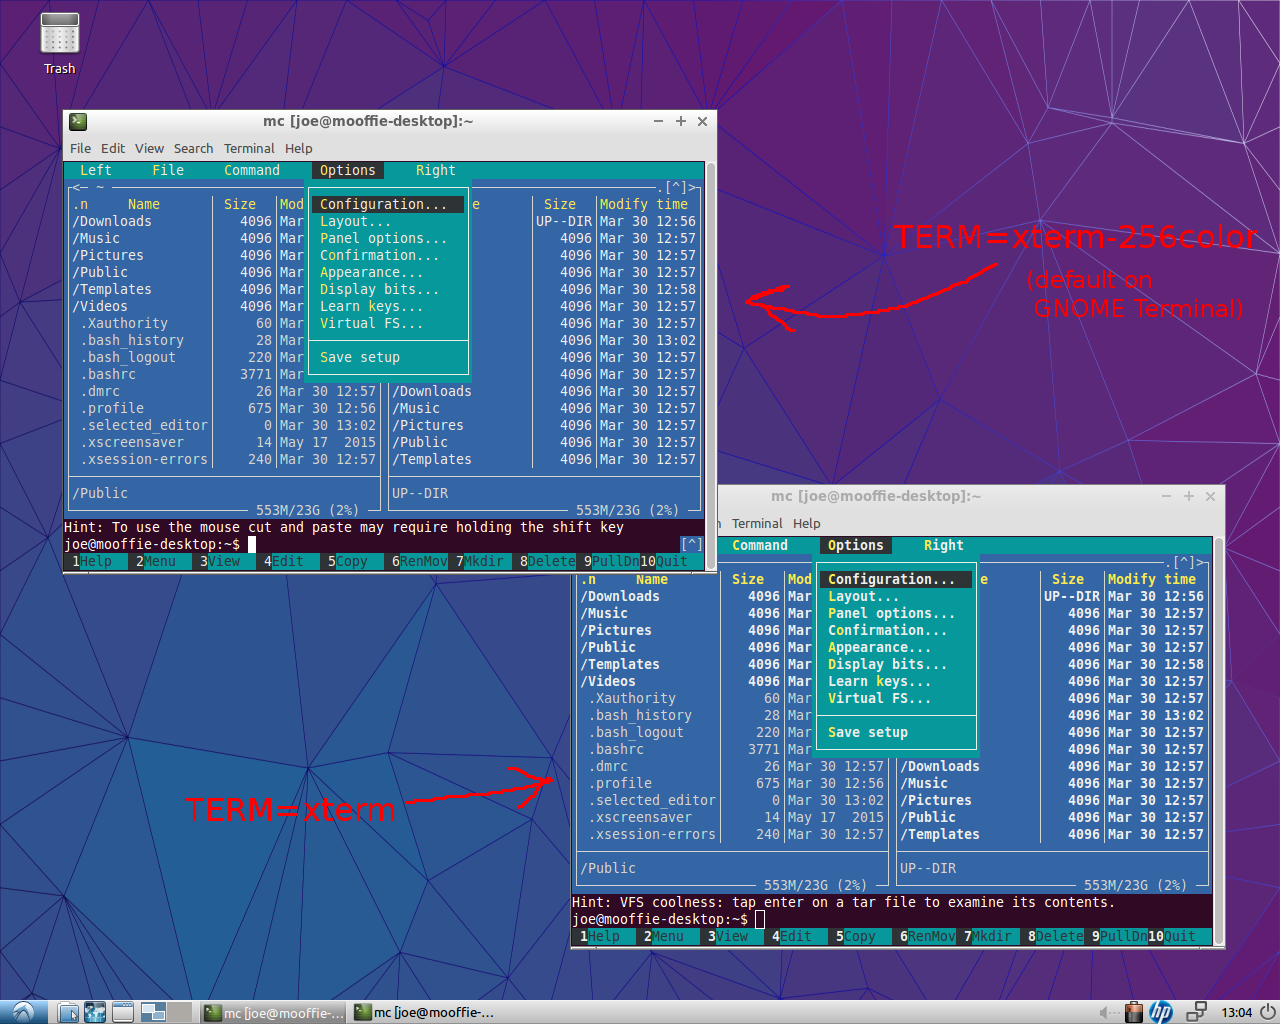 Trash
mc [joe@mooffie-desktop]:~
File Edit View Search Terminal Help
Left File Command Options Right
<─ ~ .[^]>
.n Name Size Mod e Size Modify time
/Downloads 4096 Mar UP--DIR Mar 30 12:56
/Music 4096 Mar 4096 Mar 30 12:57
/Pictures 4096 Mar 4096 Mar 30 12:57
/Public 4096 Mar 4096 Mar 30 12:57
/Templates 4096 Mar 4096 Mar 30 12:58
/Videos 4096 Mar 4096 Mar 30 12:57
.Xauthority 60 Mar 4096 Mar 30 12:57
.bash_history 28 Mar 4096 Mar 30 13:02
.bash_logout 220 Mar 4096 Mar 30 12:57
.bashrc 3771 Mar 4096 Mar 30 12:57
.dmrc 26 Mar 30 12:57 /Downloads 4096 Mar 30 12:57
.profile 675 Mar 30 12:56 /Music 4096 Mar 30 12:57
.selected_editor 0 Mar 30 13:02 /Pictures 4096 Mar 30 12:57
.xscreensaver 14 May 17 2015 /Public 4096 Mar 30 12:57
.xsession-errors 240 Mar 30 12:57 /Templates 4096 Mar 30 12:57
Configuration...
Layout...
Panel options...
Confirmation...
Appearance...
Display bits...
Learn keys...
Virtual FS...
Save setup
/Public UP--DIR
553M/23G (2%) 553M/23G (2%)
Hint: To use the mouse cut and paste may require holding the shift key
joe@mooffie-desktop:~$ [^]
1Help 2Menu 3View 4Edit 5Copy 6RenMov 7Mkdir 8Delete 9PullDn 10Quit
TERM=xterm-256color
(default on
GNOME Terminal)
mc [joe@mooffie-desktop]:~
Terminal Help
Command Options Right
.[^]>
.n Name Size Mod e Size Modify time
/Downloads 4096 Mar UP--DIR Mar 30 12:56
/Music 4096 Mar 4096 Mar 30 12:57
/Pictures 4096 Mar 4096 Mar 30 12:57
/Public 4096 Mar 4096 Mar 30 12:57
/Templates 4096 Mar 4096 Mar 30 12:58
/Videos 4096 Mar 4096 Mar 30 12:57
.Xauthority 60 Mar 4096 Mar 30 12:57
.bash_history 28 Mar 4096 Mar 30 13:02
.bash_logout 220 Mar 4096 Mar 30 12:57
.bashrc 3771 Mar 4096 Mar 30 12:57
.dmrc 26 Mar 30 12:57 /Downloads 4096 Mar 30 12:57
.profile 675 Mar 30 12:56 /Music 4096 Mar 30 12:57
.selected_editor 0 Mar 30 13:02 /Pictures 4096 Mar 30 12:57
.xscreensaver 14 May 17 2015 /Public 4096 Mar 30 12:57
.xsession-errors 240 Mar 30 12:57 /Templates 4096 Mar 30 12:57
Configuration...
Layout...
Panel options...
Confirmation...
Appearance...
Display bits...
Learn keys...
Virtual FS...
Save setup
/Public UP--DIR
553M/23G (2%) 553M/23G (2%)
Hint: VFS coolness: tap enter on a tar file to examine its contents.
joe@mooffie-desktop:~$
1Help 2Menu 3View 4Edit 5Copy 6RenMov 7Mkdir 8Delete 9PullDn 10Quit
TERM=xterm
mc [joe@mooffie-... mc [joe@mooffie-... hp 13:04